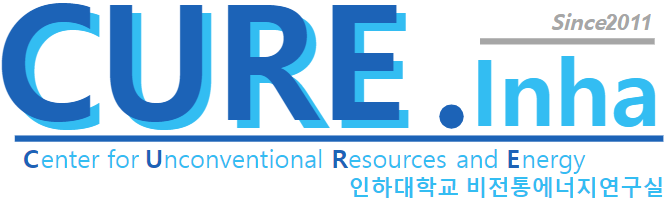 Since2011
CURE.Inha
Center for Unconventional Resources and Energy
인하대학교 비전통에너지연구실